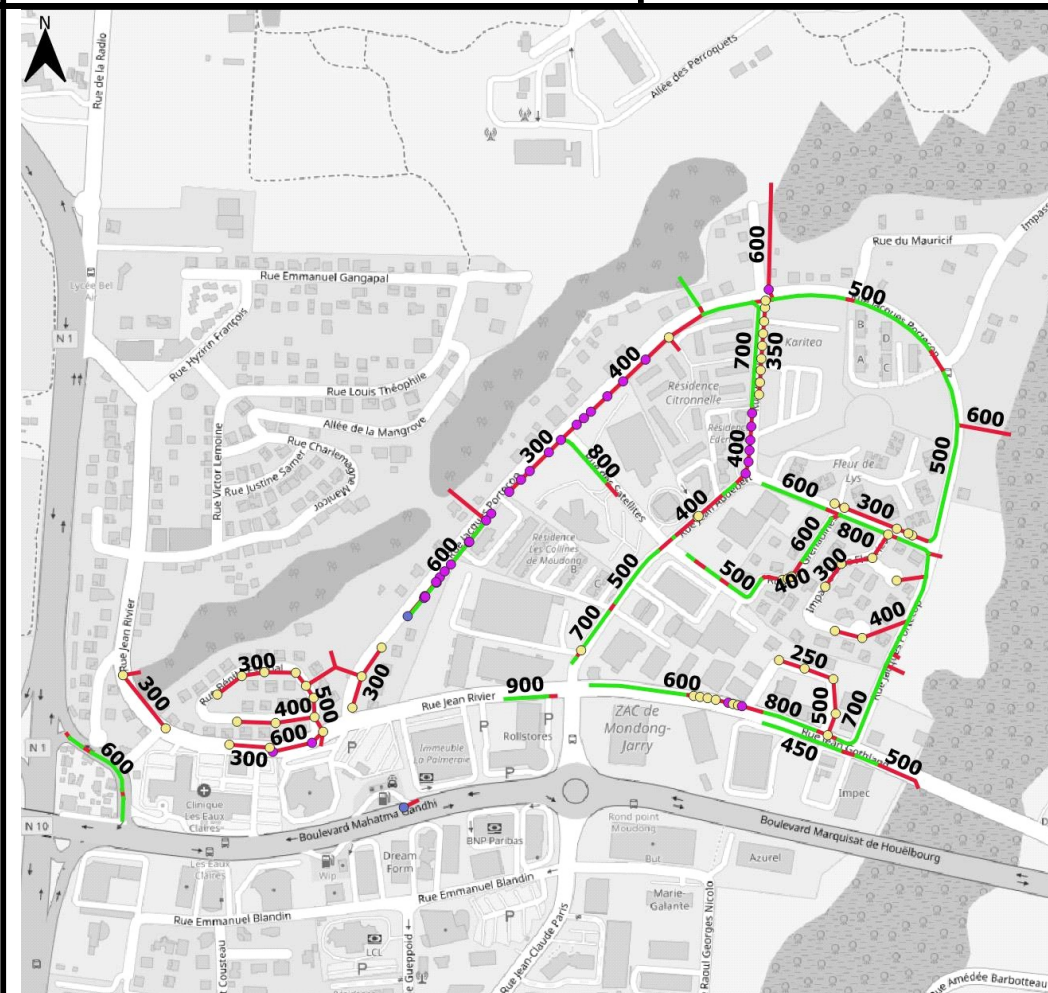 N
Rue de la Radio
Allée des Perroquets
600
Rue du Mauricif
Rue Emmanuel Gangapal
Lycée Bel
Air
500
N 1
Rue Hyzirin François
B
D
A
C
400
700
350
Karitea
Rue Louis Théophile
Résidence
Citronnelle
Allée de la Mangrove
600
Rue Victor Lemoine
Rue Justine Samer
300
800
400
500
Fleur de
Lys
600
300
400
Résidence
Les Collines
de Moudong
B
C
600
600
800
500
500
400
300
700
400
Rue Jean Rivier
300
300
500
300
400
250
600
300
Rue Jean Rivier
900
600
ZAC de
Mondong-
Jarry
800
500
700
450
500
Rollstores
P
P
P
P
Immeuble
La Palmeraie
Impec
N 1
600
Clinique
Les Eaux
Claires
N 10
Boulevard Mahatma Gandhi
Rond point
Moudong
Boulevard Marquisat de Houëlbourg
BNP Paribas
Les Eaux
Claires
Wip
Dream
Form
But
Azurel
Rue Emmanuel Blandin
Marie-
Galante
Rue Emmanuel Blandin
P
LCL
P
Rue Jean-Claude Paris
Raoul Georges Nicolo
Rue Amédée Barbotteau